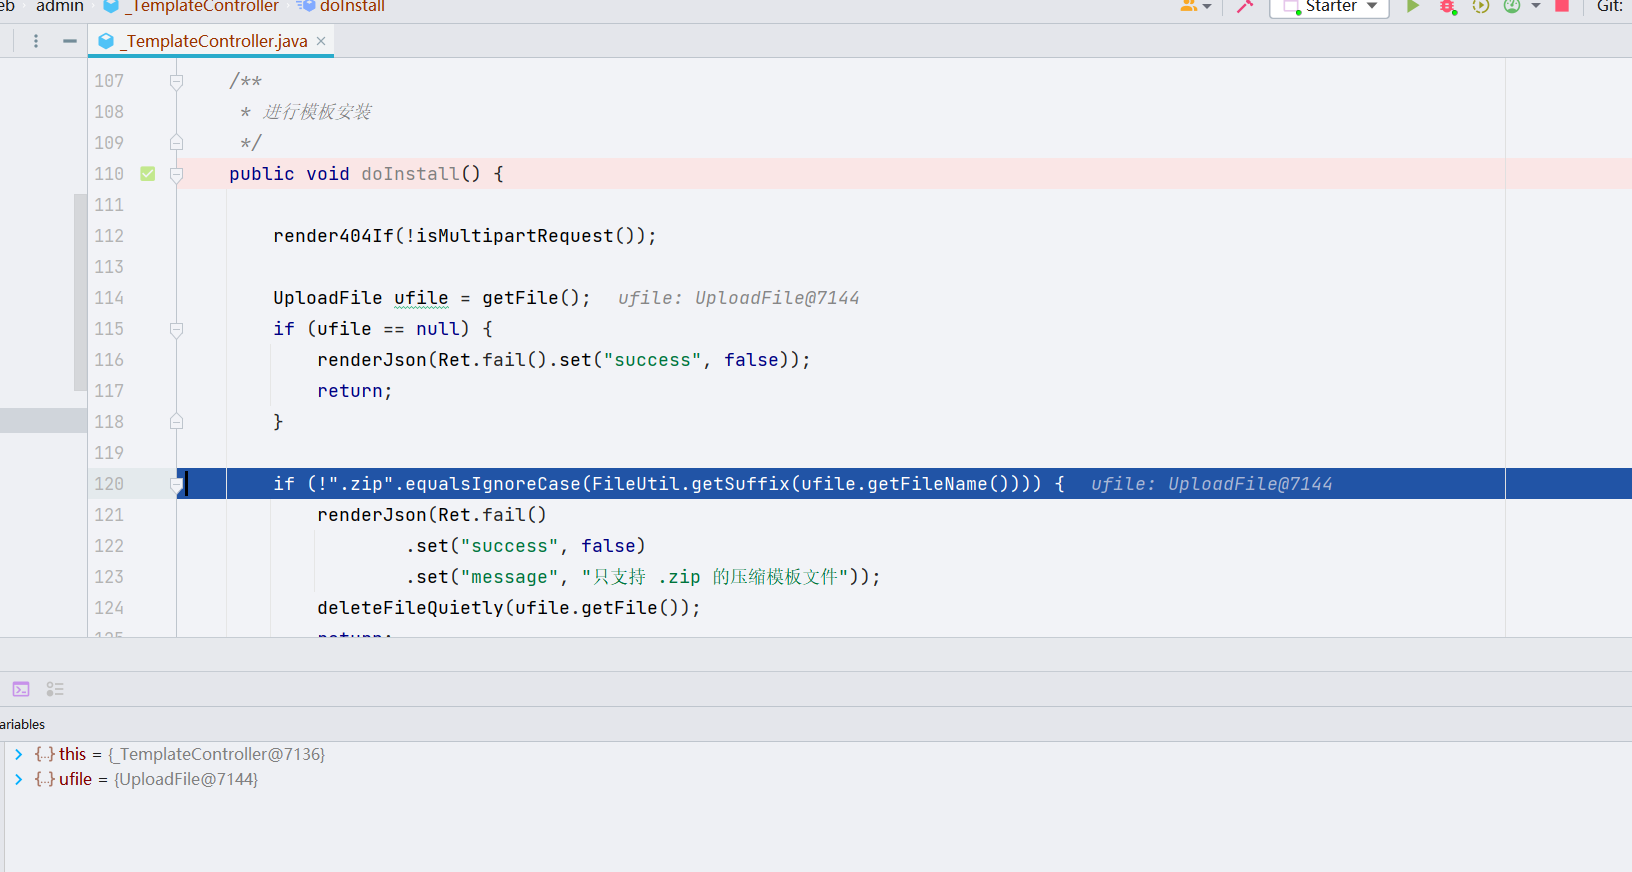 eb admin _TemplateController doInstall Starter Git:
_TemplateController.java
107 /**
108 * 进行模板安装
109 */
110 public void doInstall() {
111
112 render404If(!isMultipartRequest());
113
114 UploadFile ufile = getFile(); ufile: UploadFile@7144
115 if (ufile == null) {
116 renderJson(Ret.fail().set("success", false));
117 return;
118 }
119
120 if (!".zip".equalsIgnoreCase(FileUtil.getSuffix(ufile.getFileName()))) { ufile: UploadFile@7144
121 renderJson(Ret.fail()
122 .set("success", false)
123 .set("message", "只支持 .zip 的压缩模板文件"));
124 deleteFileQuietly(ufile.getFile());
125 return;
ariables
this = {_TemplateController@7136}
ufile = {UploadFile@7144}